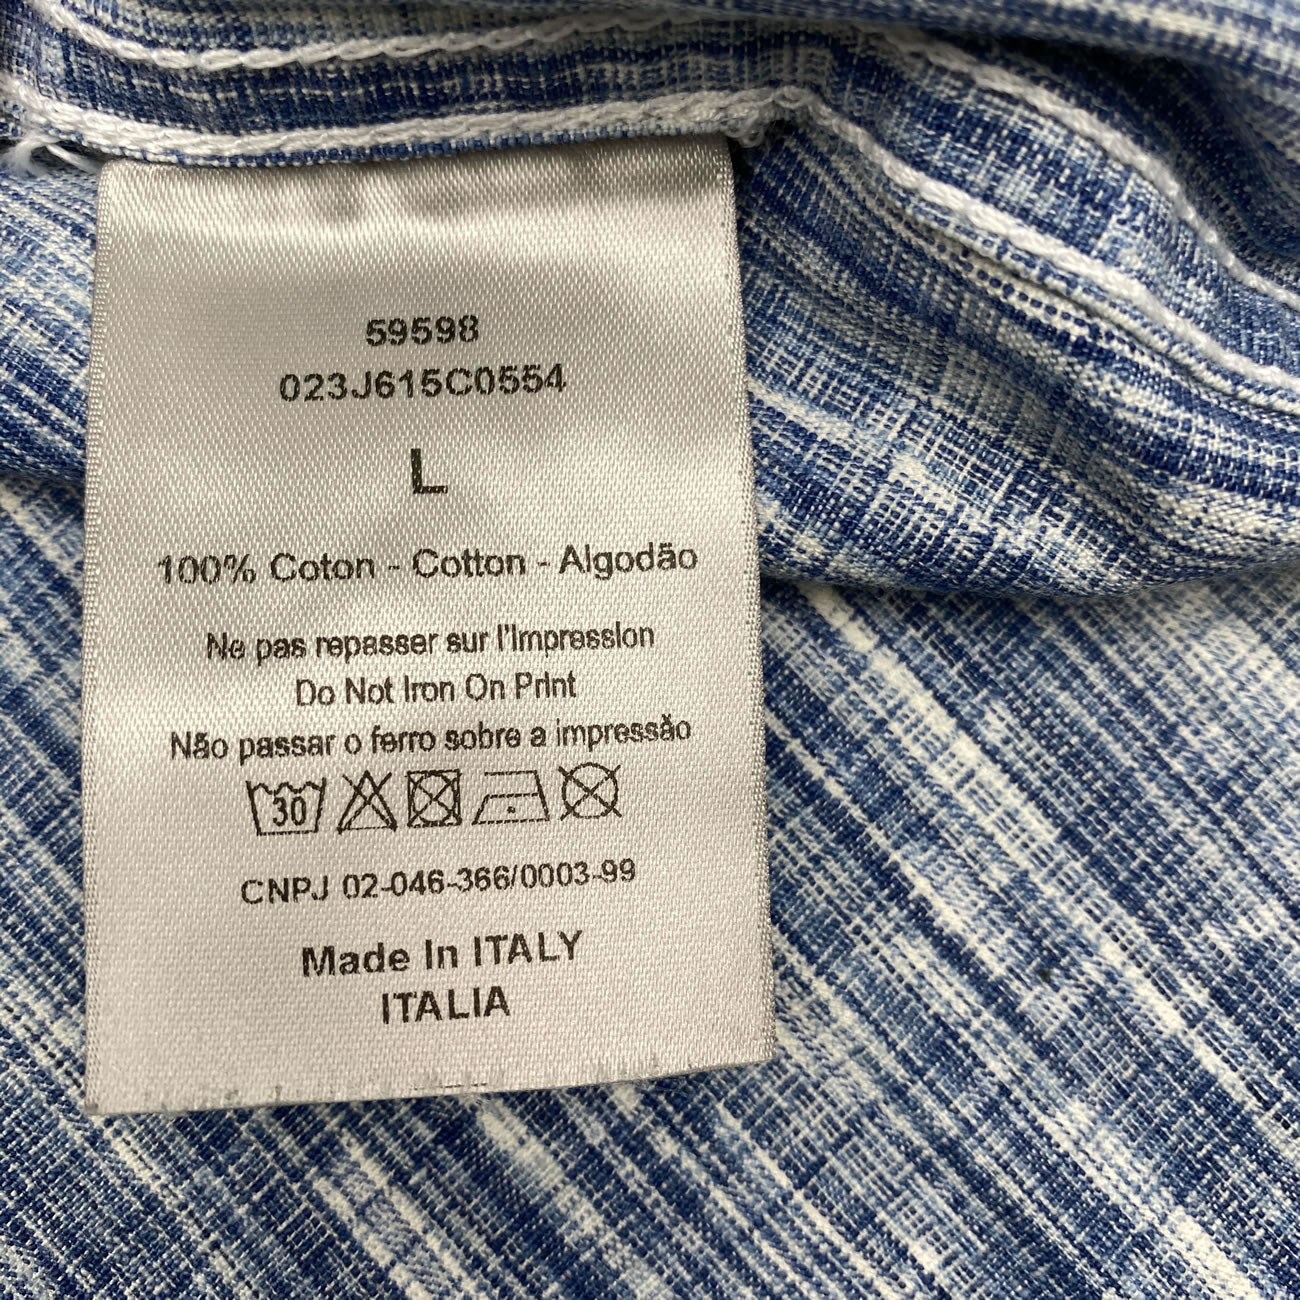 59598
023J615C0554
L
100% Coton - Cotton - Algodão
Ne pas repasser sur l'Impression
Do Not Iron On Print
Não passar o ferro sobre a impressão
30
CNPJ 02-046-366/0003-99
Made In ITALY
ITALIA